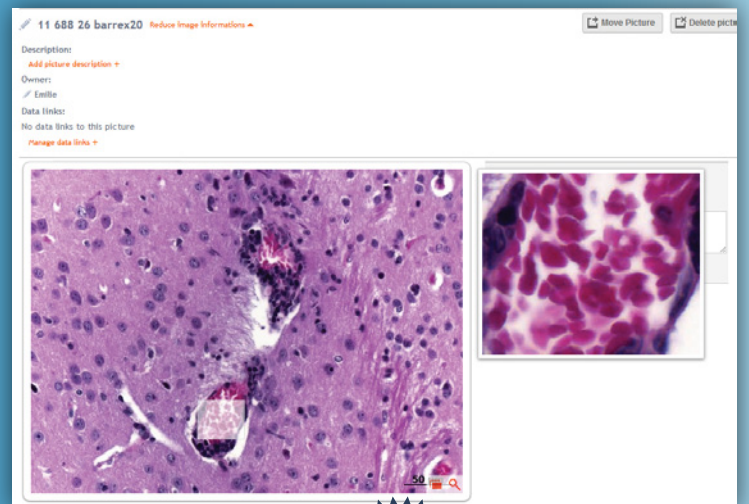 11 688 26 barrex20 Reduce image informations
Move Picture
Delete
Description:
Add picture description +
Owner:
Emilie
Data links:
No data links to this picture
Manage data links +
50